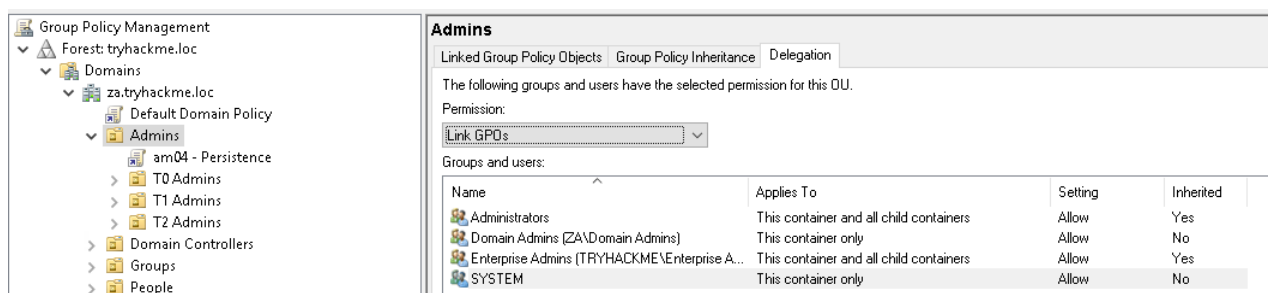 Group Policy Management
Forest: tryhackme.loc
Domains
za.tryhackme.loc
Default Domain Policy
Admins
am04 - Persistence
T0 Admins
T1 Admins
T2 Admins
Domain Controllers
Groups
People
Admins
Linked Group Policy Objects Group Policy Inheritance Delegation
The following groups and users have the selected permission for this OU.
Permission:
Link GPOs
Groups and users:
Name Applies To Setting Inherited
Administrators This container and all child containers Allow Yes
Domain Admins (ZA\Domain Admins) This container only Allow No
Enterprise Admins (TRYHACKME\Enterprise A... This container and all child containers Allow Yes
SYSTEM This container only Allow No